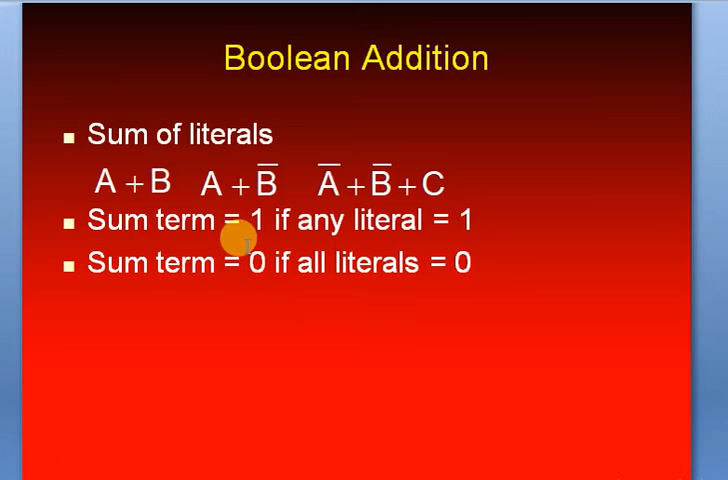 Boolean Addition
Sum of literals
A + B   A + B̅   A̅ + B̅ + C
Sum term = 1 if any literal = 1
Sum term = 0 if all literals = 0